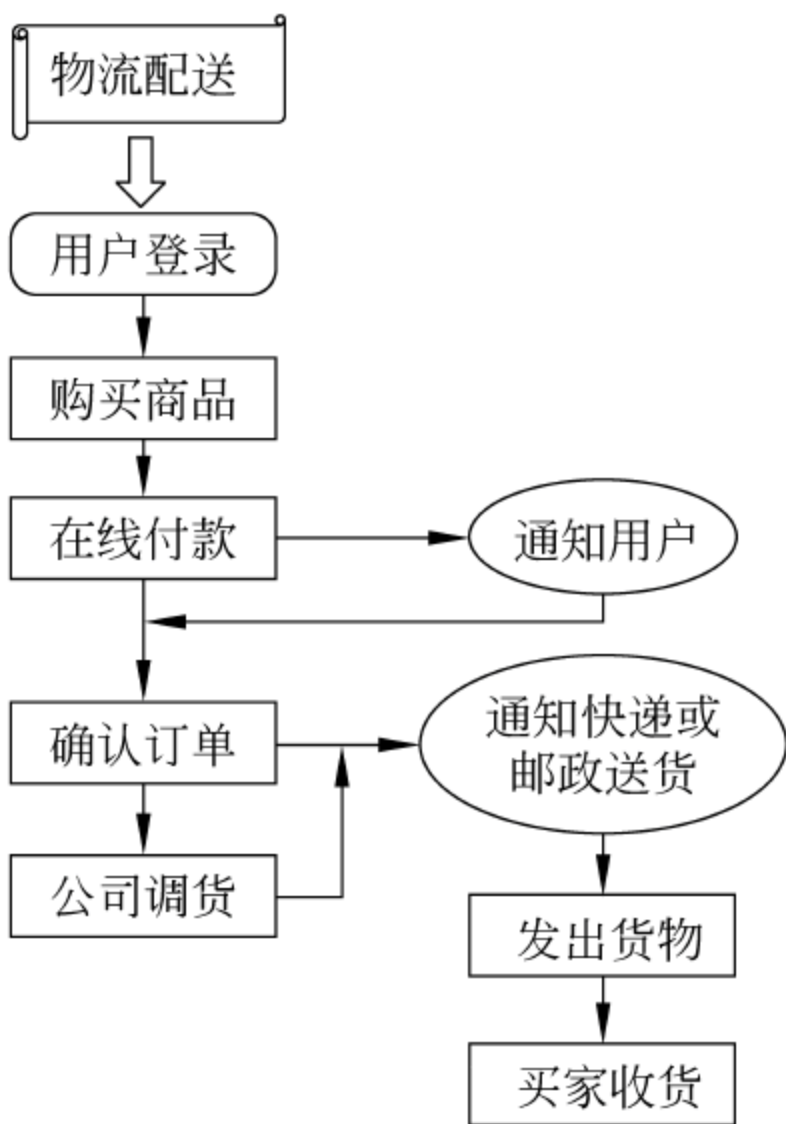 物流配送
用户登录
购买商品
在线付款
通知用户
确认订单
通知快递或
邮政送货
公司调货
发出货物
买家收货